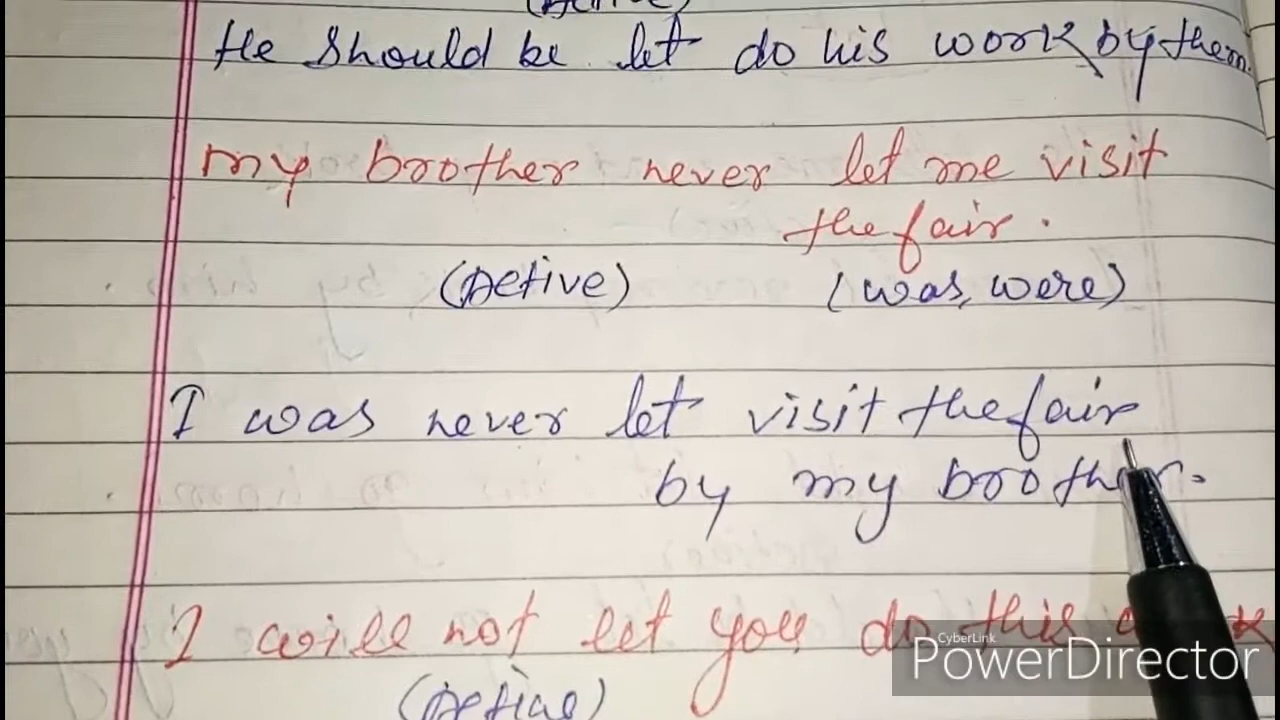 (Active)
He should be let do his work by them.
My brother never let me visit
the fair.
(Active) (was, were)
I was never let visit the fair
by my brother.
I will not let you do this
(Active)
CyberLink
PowerDirector